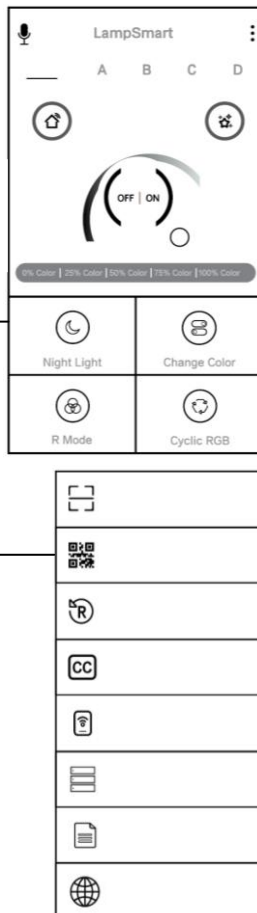 LampSmart
A B C D
OFF | ON
0% Color | 25% Color | 50% Color | 75% Color | 100% Color
Night Light Change Color
R Mode Cyclic RGB
R
CC